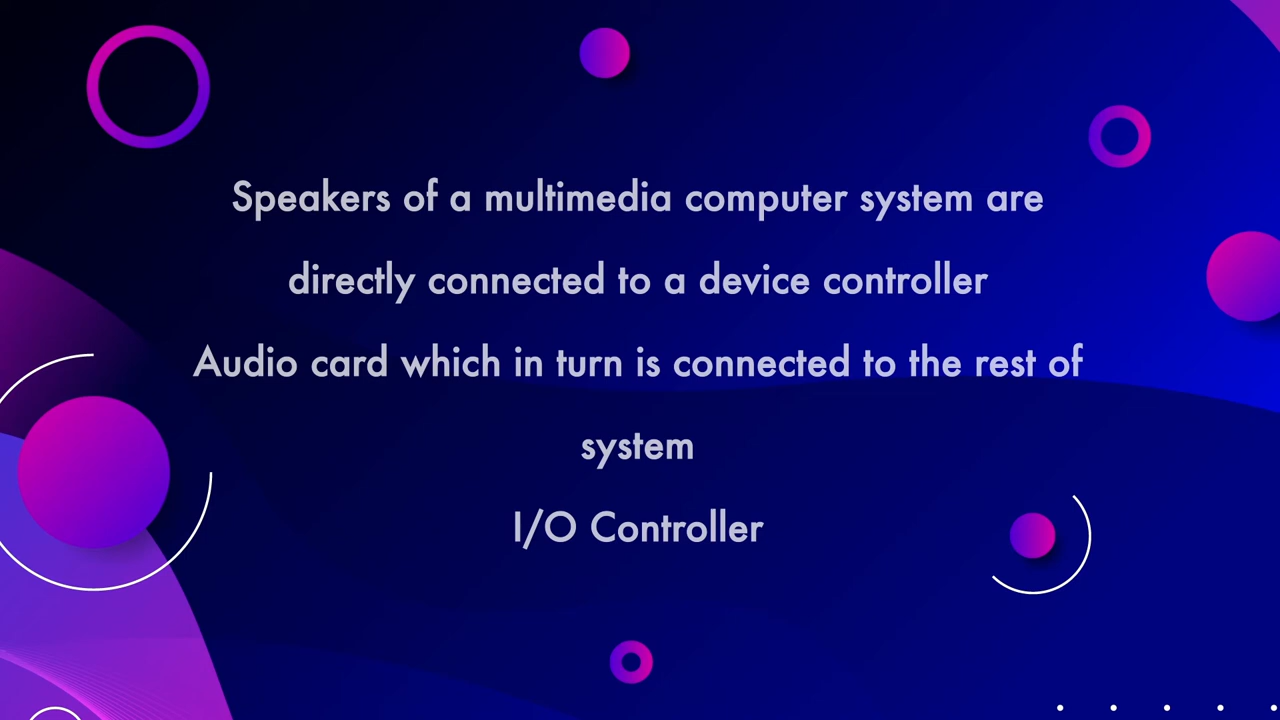 Speakers of a multimedia computer system are
directly connected to a device controller
Audio card which in turn is connected to the rest of
system
I/O Controller